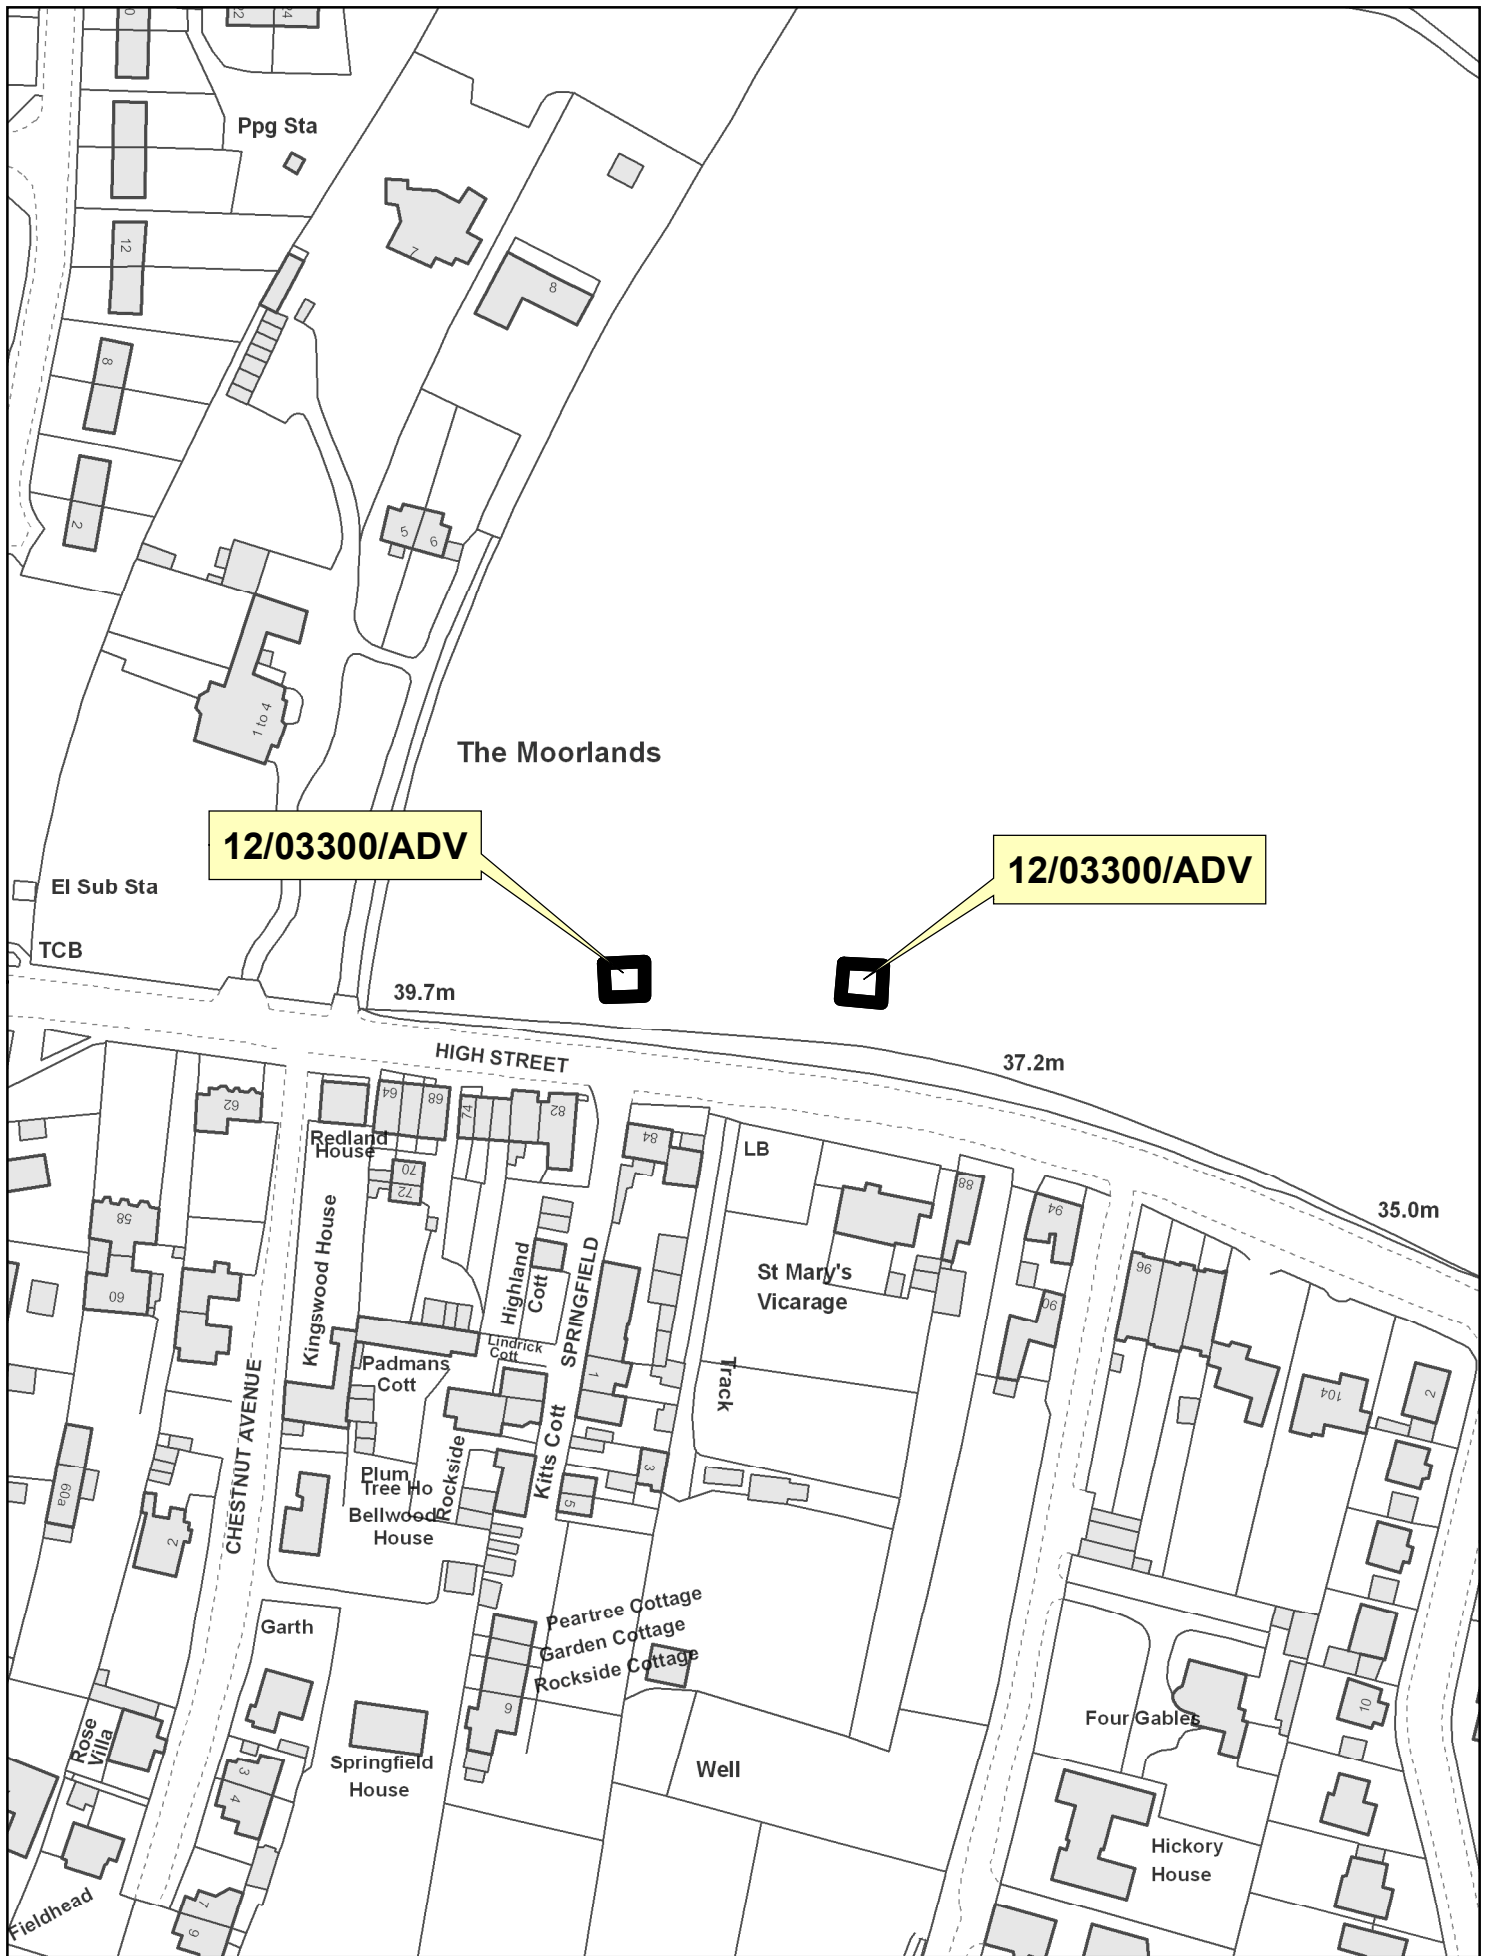 0
22
24
Ppg Sta
7
12
8
8
5
6
2
1 to 4
The Moorlands
12/03300/ADV
12/03300/ADV
El Sub Sta
TCB
39.7m
HIGH STREET
37.2m
62
64
68
74
82
84
Redland
House
LB
70
72
88
94
35.0m
58
60
Kingswood House
Highland
Cott
SPRINGFIELD
St Mary's
Vicarage
96
90
Lindrick
Cott
Padmans
Cott
1
Track
104
2
CHESTNUT AVENUE
Rockside
Kitts Cott
60a
Plum
Tree Ho
Bellwood
House
3
5
2
Peartree Cottage
Garden Cottage
Rockside Cottage
Garth
6
Rose
Villa
Four Gables
10
Springfield
House
Well
3
4
Hickory
House
Fieldhead
7
9